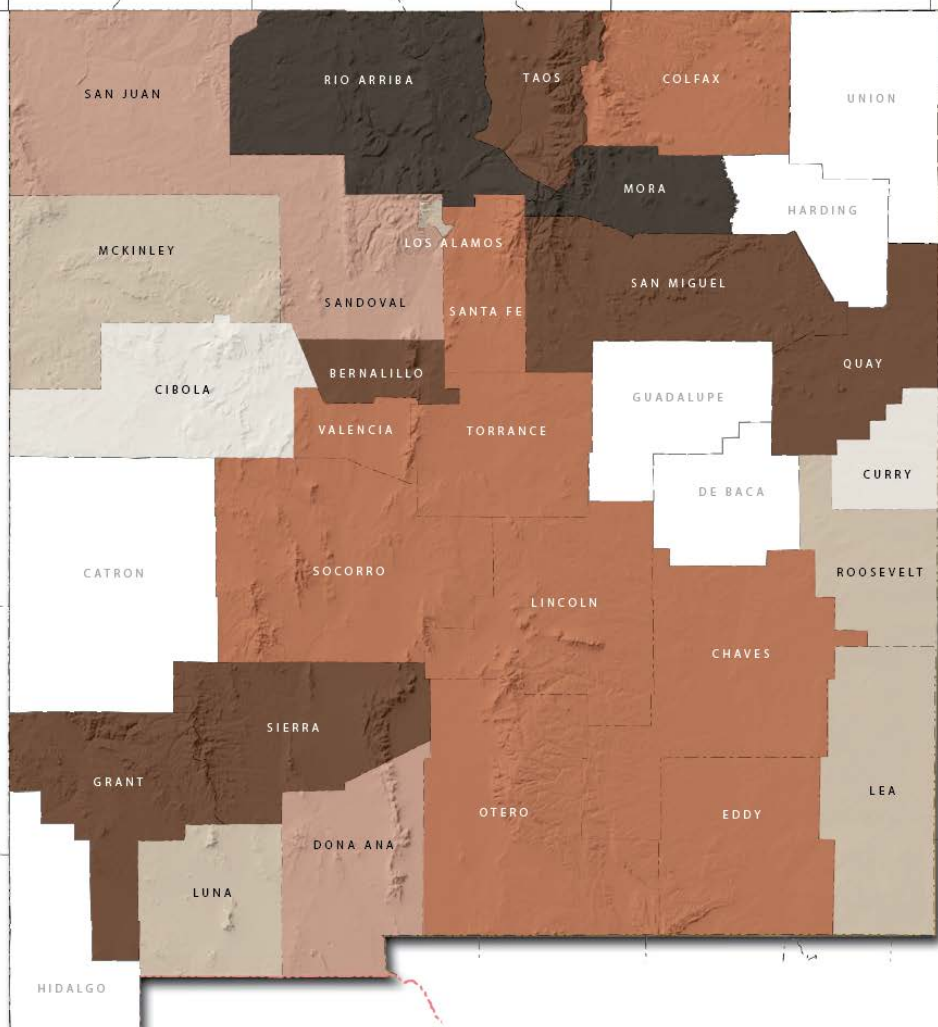 RIO ARRIBA
TAOS
COLFAX
SAN JUAN
UNION
MORA
HARDING
LOS ALAMOS
MCKINLEY
SAN MIGUEL
SANDOVAL
SANTA FE
QUAY
BERNALILLO
CIBOLA
GUADALUPE
VALENCIA
TORRANCE
CURRY
DE BACA
CATRON
SOCORRO
ROOSEVELT
LINCOLN
CHAVES
SIERRA
GRANT
LEA
OTERO
EDDY
DONA ANA
LUNA
HIDALGO